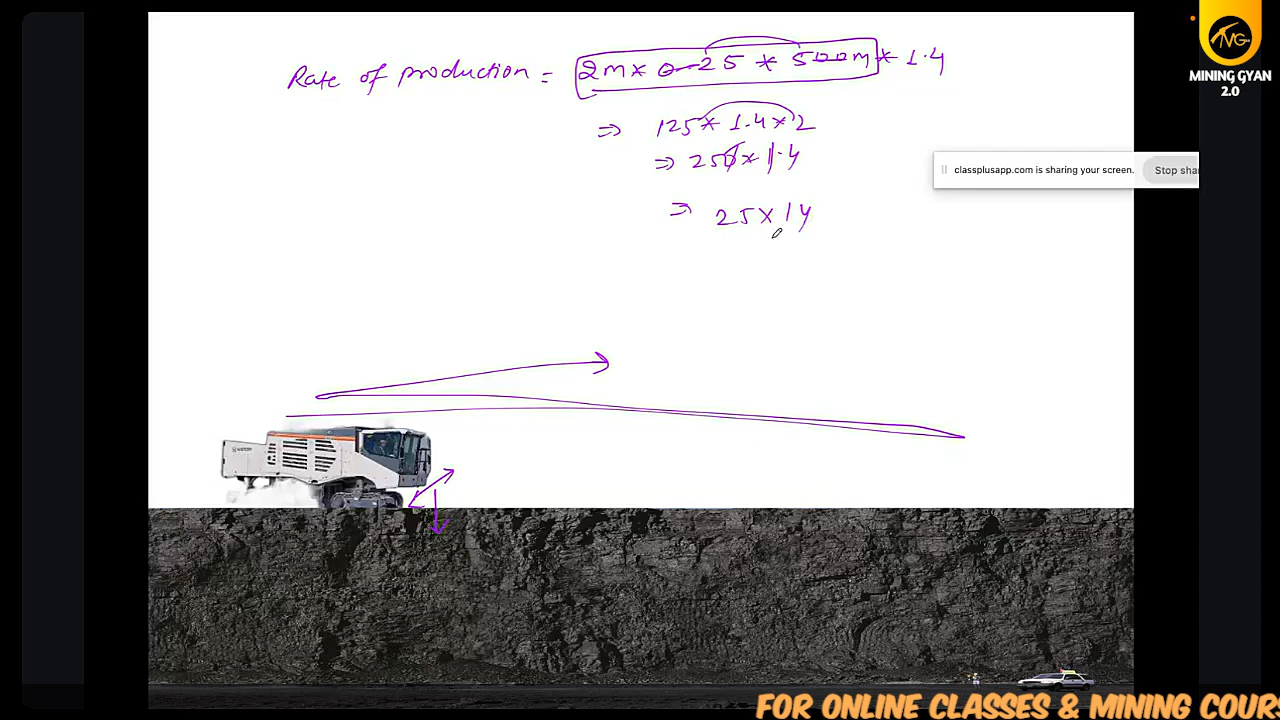 Rate of production = 2m x 0.25 * 500m * 1.4
⇒ 125 * 1.4 * 2
⇒ 250 x 1.4
⇒ 25 x 14
MINING GYAN
2.0
classplusapp.com is sharing your screen.
Stop sha
FOR ONLINE CLASSES & MINING COUR